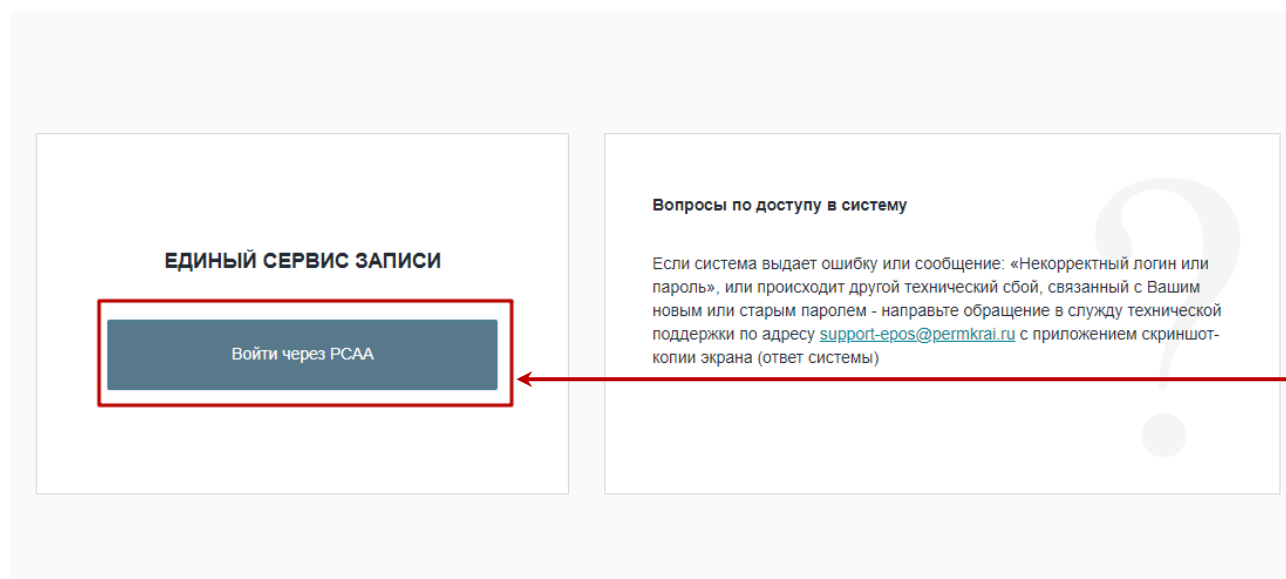 ЕДИНЫЙ СЕРВИС ЗАПИСИ
Войти через РСАА
Вопросы по доступу в систему
Если система выдает ошибку или сообщение: «Некорректный логин или
пароль», или происходит другой технический сбой, связанный с Вашим
новым или старым паролем - направьте обращение в служду технической
поддержки по адресу support-epos@permkrai.ru с приложением скриншот-
копии экрана (ответ системы)
?